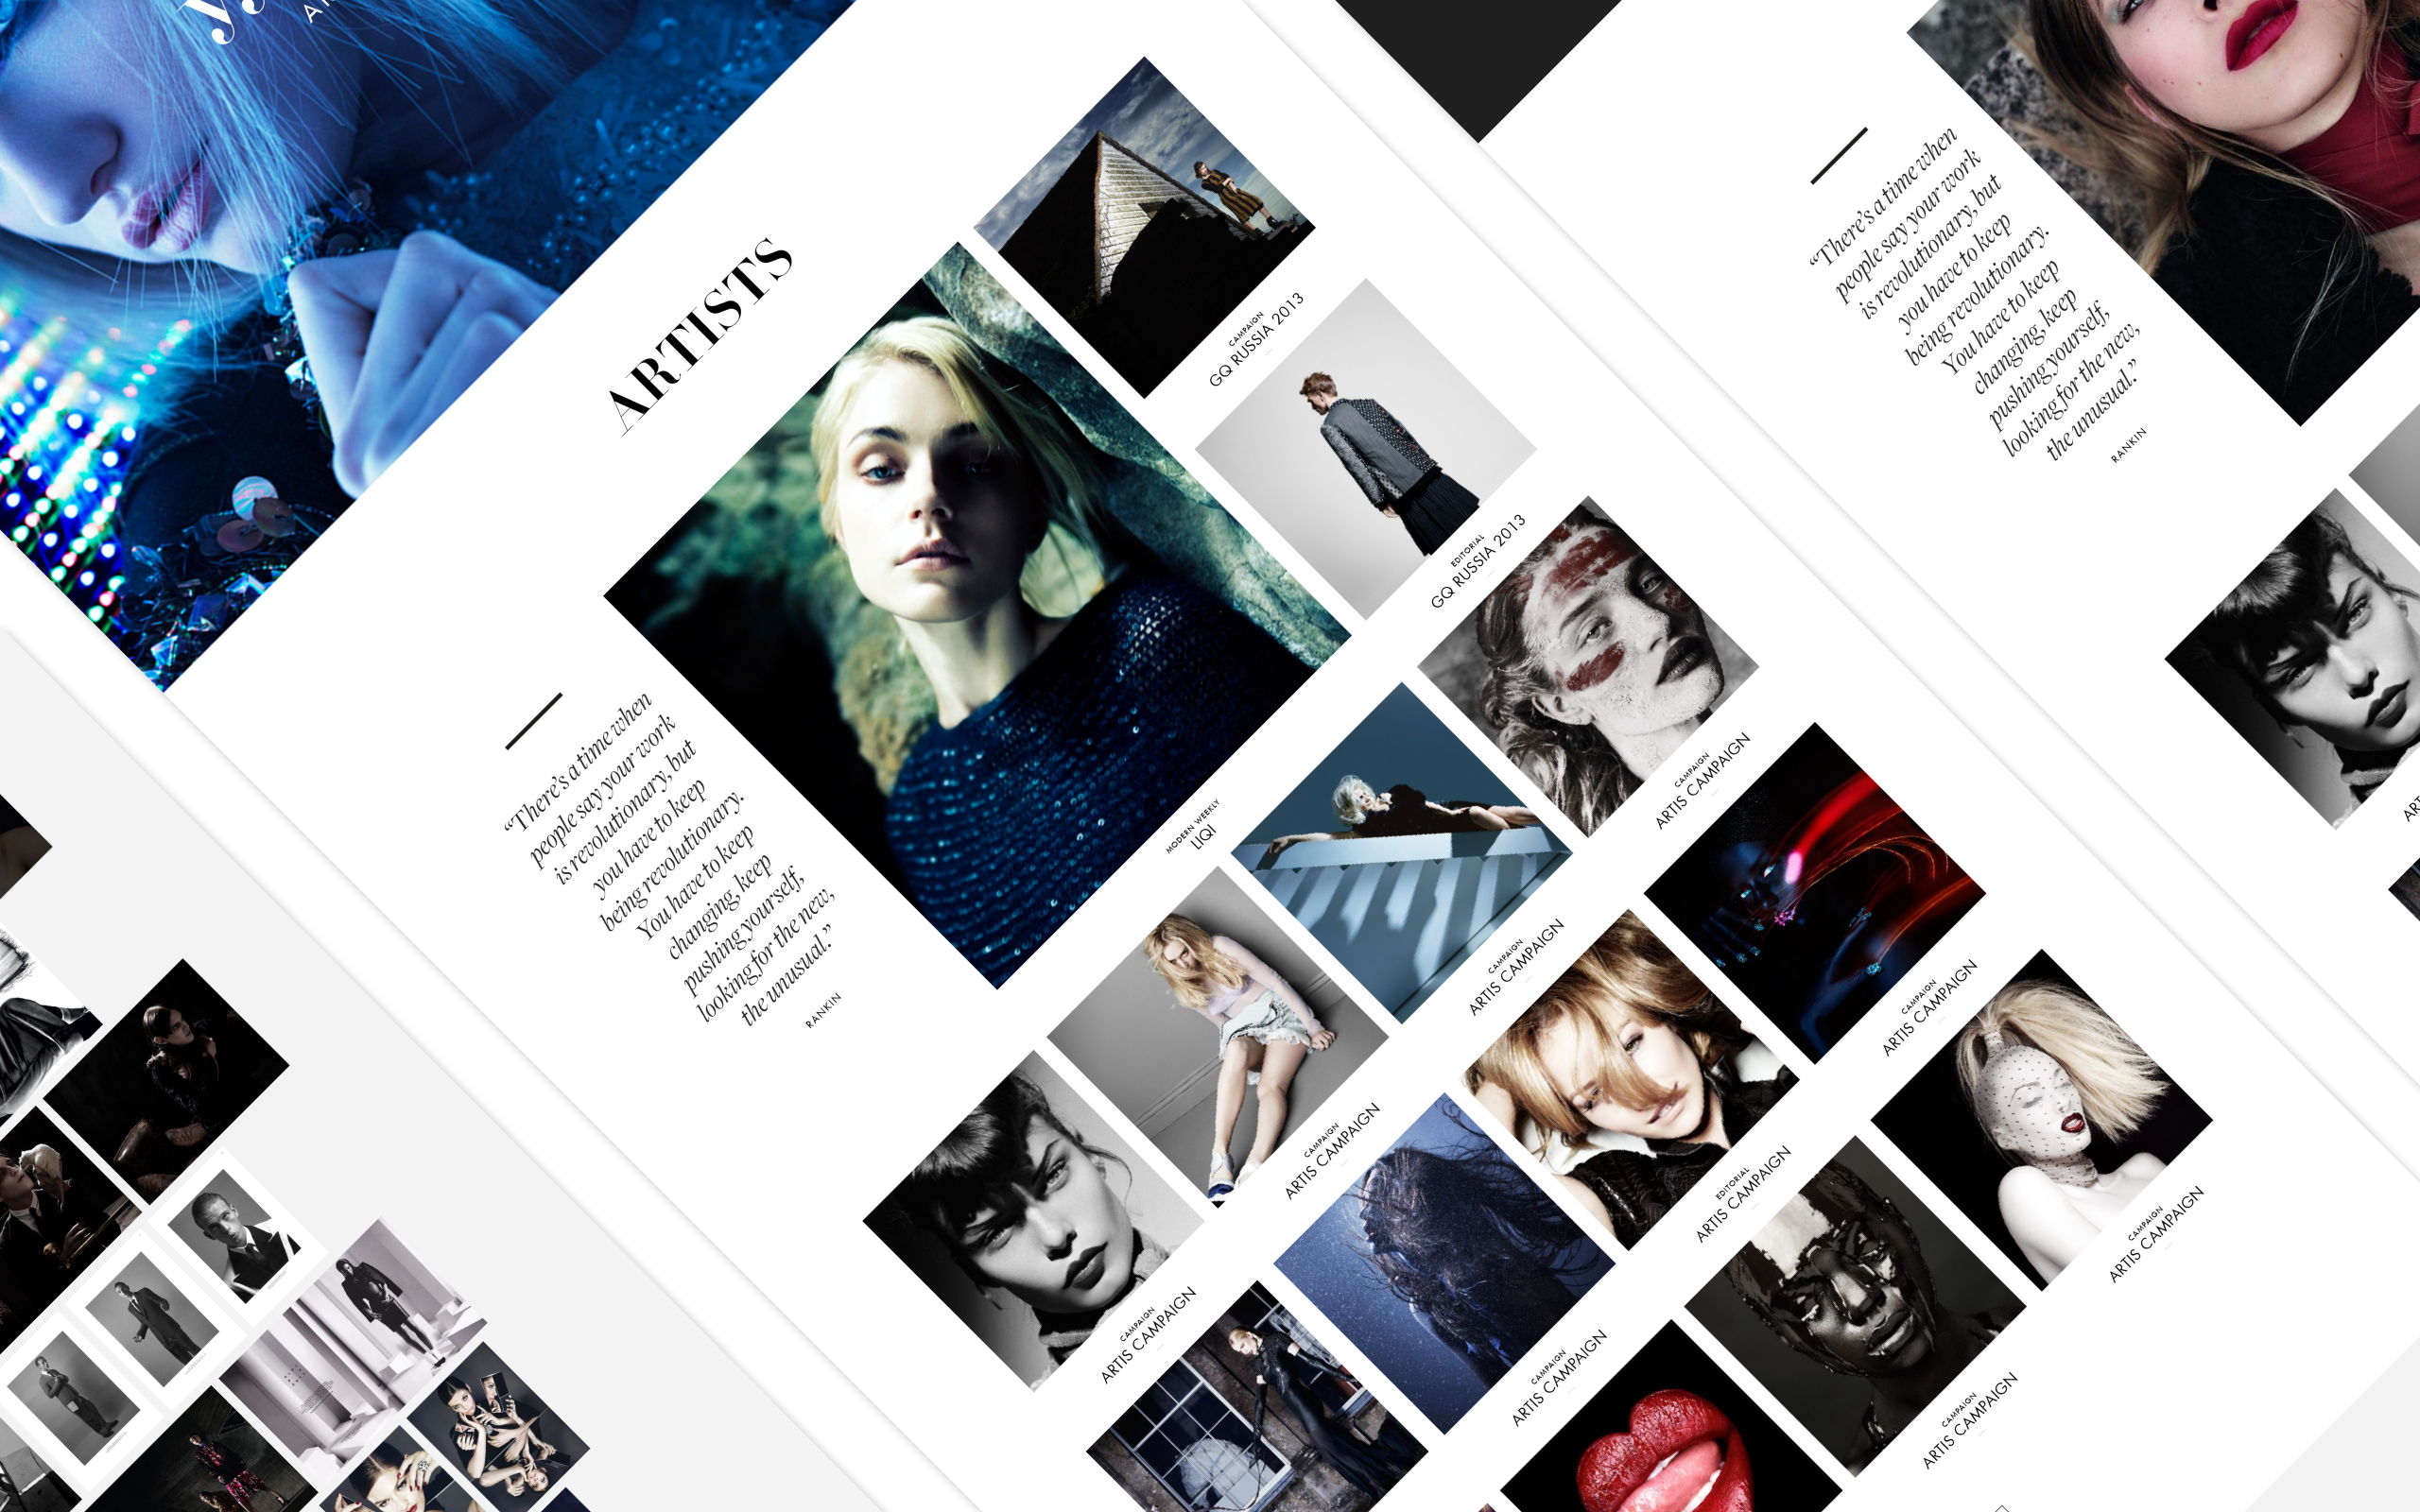 ARTISTS
“There's a time when
people say your work
is revolutionary, but
you have to keep
being revolutionary.
You have to keep
changing, keep
pushing yourself,
looking for the new,
the unusual.”
RANKIN
MODERN WEEKLY
LIQI
CAMPAIGN
GQ RUSSIA 2013
EDITORIAL
GQ RUSSIA 2013
CAMPAIGN
ARTIS CAMPAIGN
CAMPAIGN
ARTIS CAMPAIGN
CAMPAIGN
ARTIS CAMPAIGN
CAMPAIGN
ARTIS CAMPAIGN
CAMPAIGN
ARTIS CAMPAIGN
EDITORIAL
ARTIS CAMPAIGN
CAMPAIGN
ARTIS CAMPAIGN
CAMPAIGN
ARTIS CAMPAIGN
CAMPAIGN
ARTIS CAMPAIGN
CAMPAIGN
ARTIS CAMPAIGN
“There's a time when
people say your work
is revolutionary, but
you have to keep
being revolutionary.
You have to keep
changing, keep
pushing yourself,
looking for the new,
the unusual.”
RANKIN